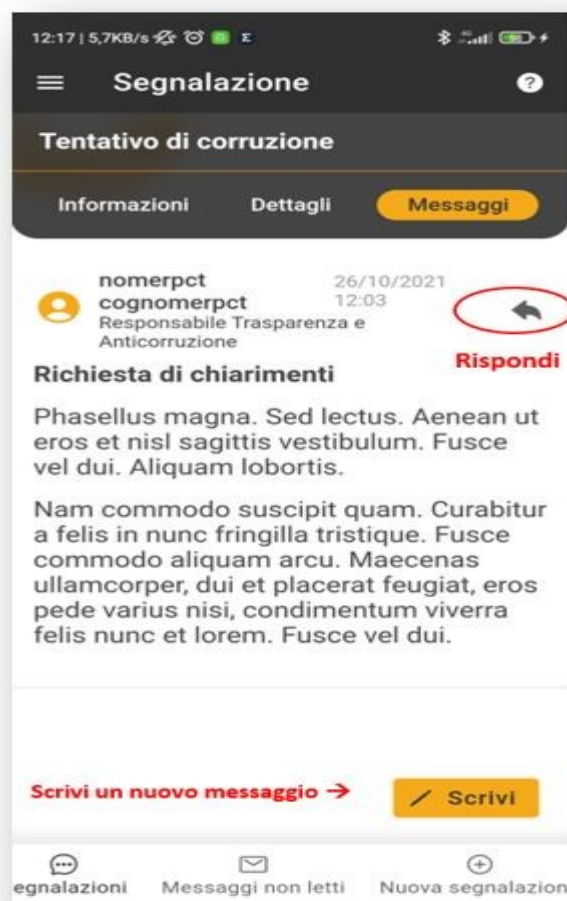 12:17 | 5,7KB/s
Segnalazione
Tentativo di corruzione
Informazioni Dettagli Messaggi
nomerpct 26/10/2021
cognomerpct 12:03
Responsabile Trasparenza e
Anticorruzione
Rispondi
Richiesta di chiarimenti
Phasellus magna. Sed lectus. Aenean ut
eros et nisl sagittis vestibulum. Fusce
vel dui. Aliquam lobortis.
Nam commodo suscipit quam. Curabitur
a felis in nunc fringilla tristique. Fusce
commodo aliquam arcu. Maecenas
ullamcorper, dui et placerat feugiat, eros
pede varius nisi, condimentum viverra
felis nunc et lorem. Fusce vel dui.
Scrivi un nuovo messaggio → Scrivi
egnalazioni Messaggi non letti Nuova segnalazion